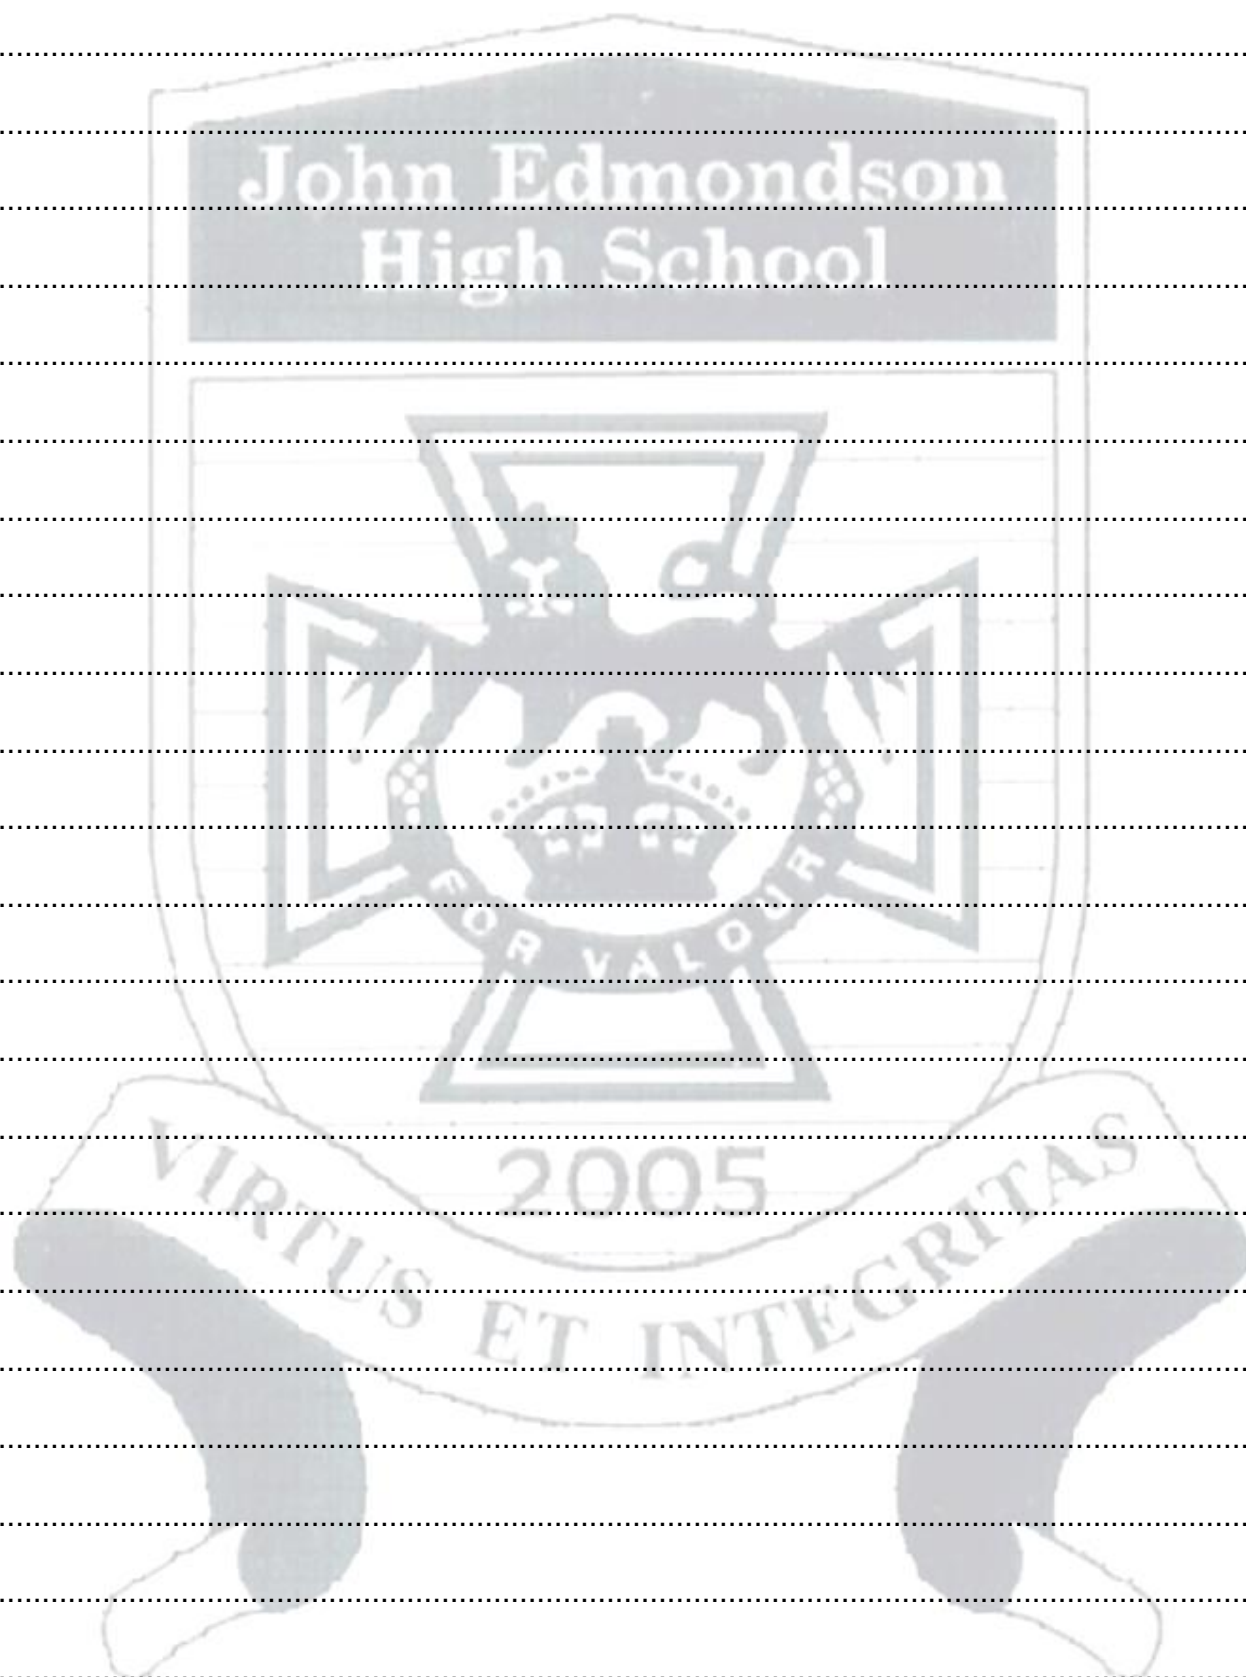 John Edmondson
High School
FOR VALOUR
2005
VIRTUS ET INTEGRITAS